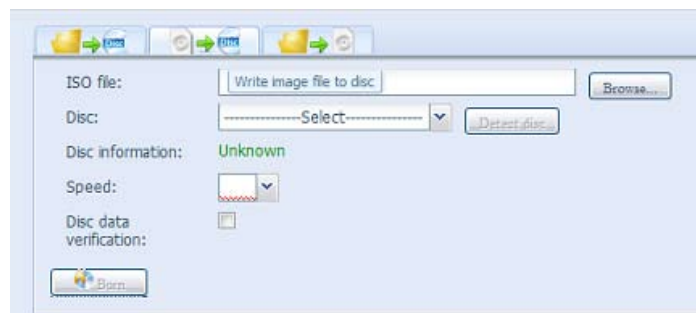 Disc Disc
ISO file: Write image file to disc Browse...
Disc: --------------Select-------------- Detect disc
Disc information: Unknown
Speed:
Disc data
verification:
Burn